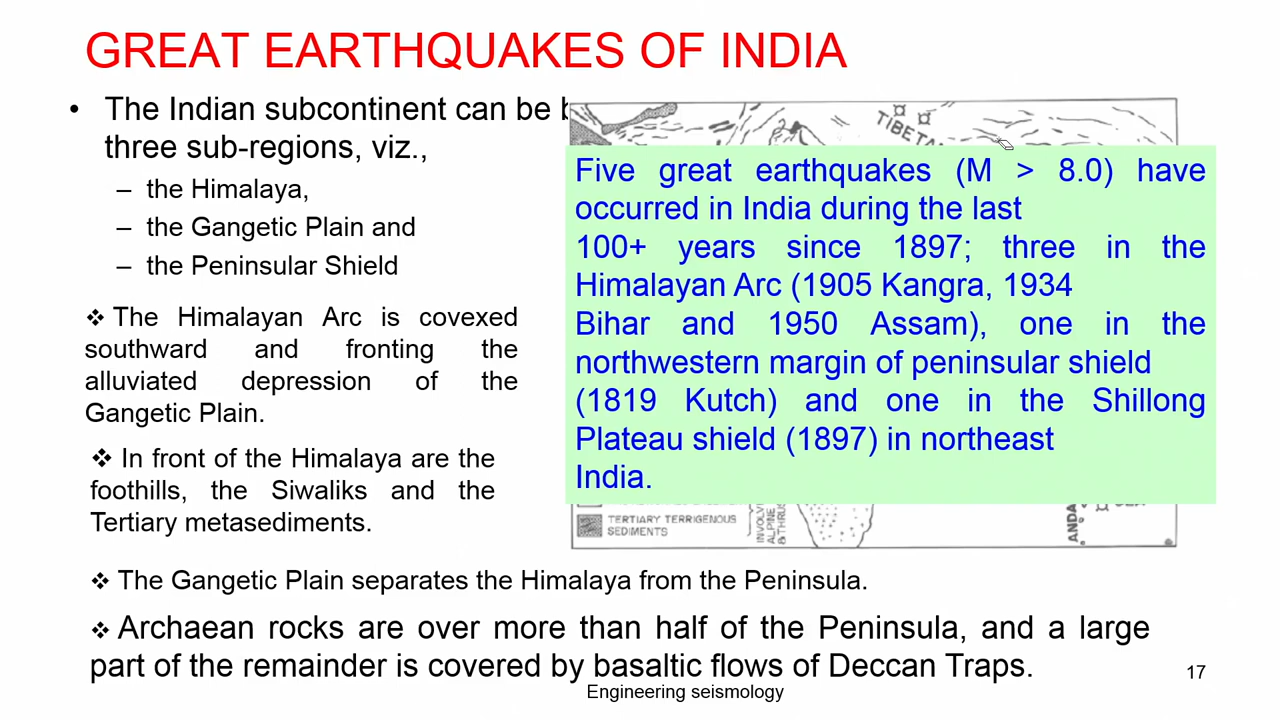 GREAT EARTHQUAKES OF INDIA
• The Indian subcontinent can be
three sub-regions, viz.,
– the Himalaya,
– the Gangetic Plain and
– the Peninsular Shield
❖ The Himalayan Arc is covexed
southward and fronting the
alluviated depression of the
Gangetic Plain.
❖ In front of the Himalaya are the
foothills, the Siwaliks and the
Tertiary metasediments.
TIBETA
Five great earthquakes (M > 8.0) have
occurred in India during the last
100+ years since 1897; three in the
Himalayan Arc (1905 Kangra, 1934
Bihar and 1950 Assam), one in the
northwestern margin of peninsular shield
(1819 Kutch) and one in the Shillong
Plateau shield (1897) in northeast
India.
TERTIARY TERRIGENOUS
SEDIMENTS
INVOLV
ALPINE
& THRUS
ANDA
❖ The Gangetic Plain separates the Himalaya from the Peninsula.
❖ Archaean rocks are over more than half of the Peninsula, and a large
part of the remainder is covered by basaltic flows of Deccan Traps.
17
Engineering seismology